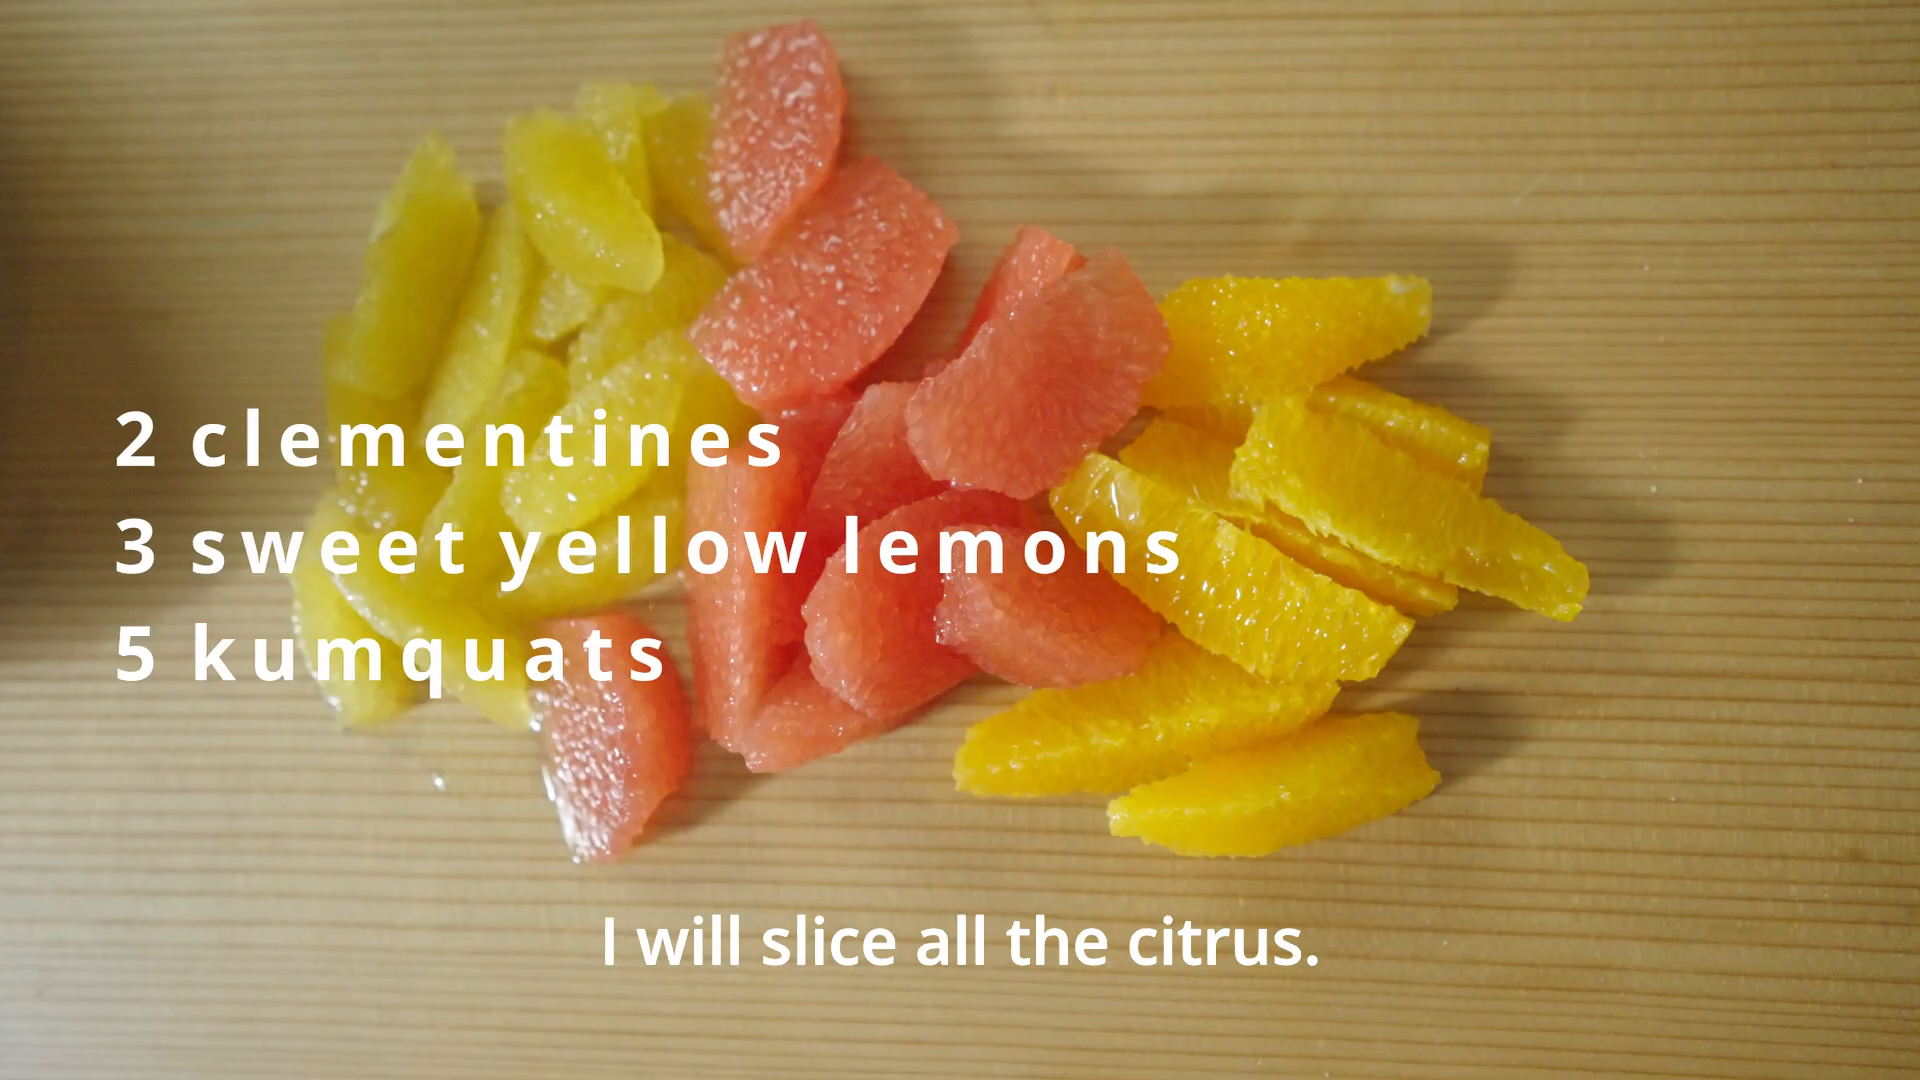 2 clementines
3 sweet yellow lemons
5 kumquats
I will slice all the citrus.